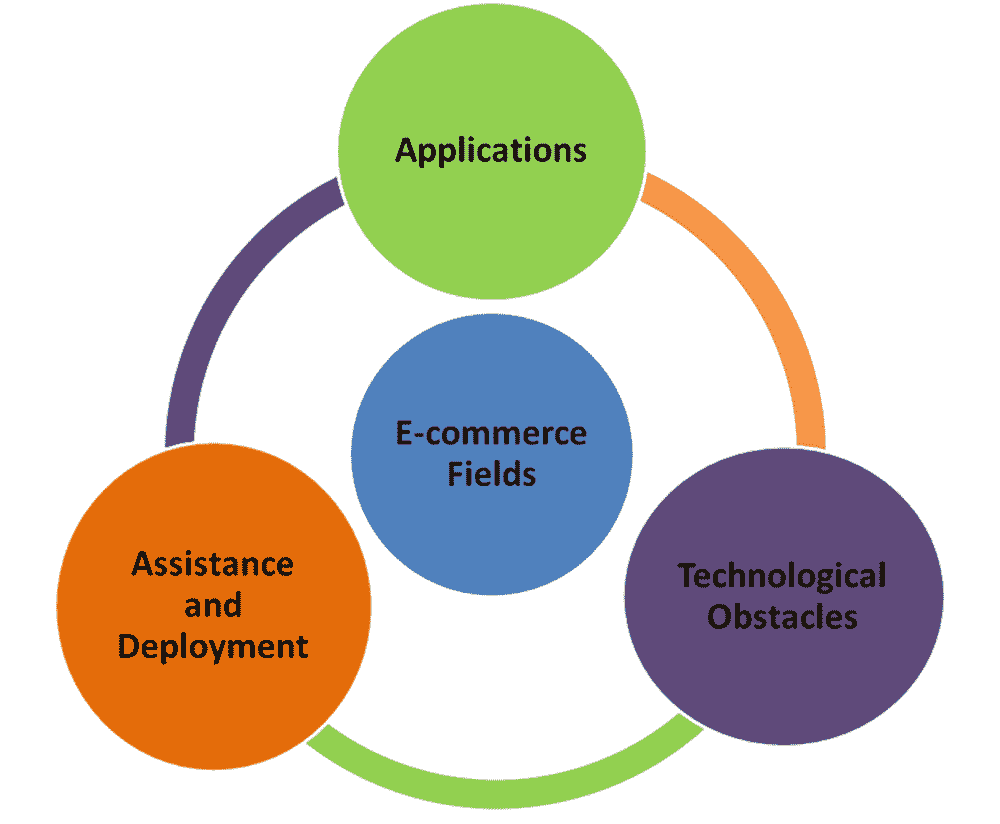 Applications
E-commerce
Fields
Assistance
and
Deployment
Technological
Obstacles